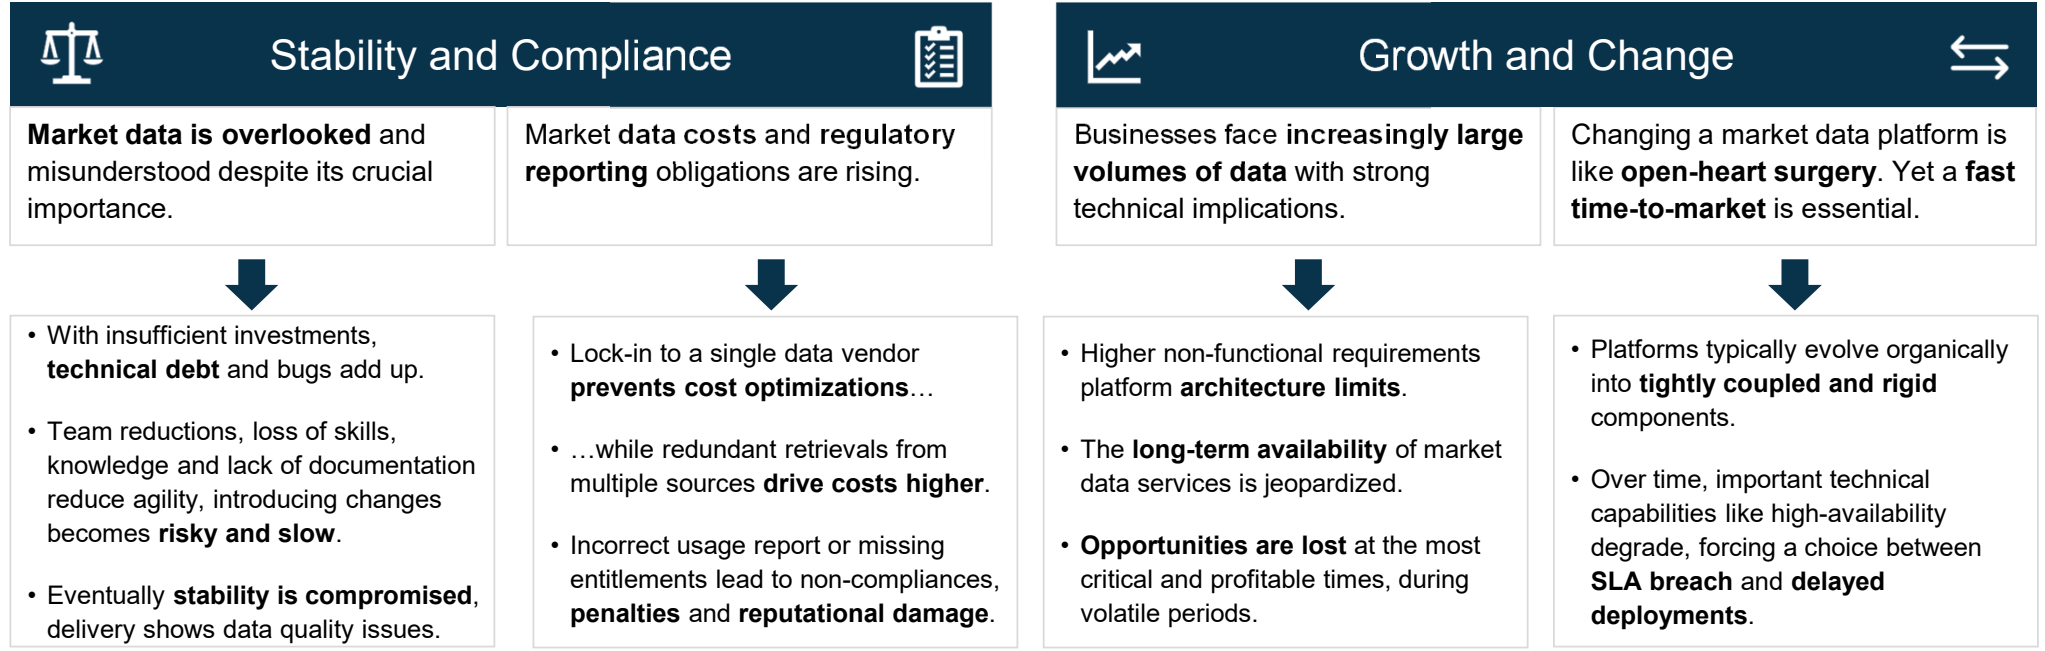 Stability and Compliance
Market data is overlooked and
misunderstood despite its crucial
importance.
Market data costs and regulatory
reporting obligations are rising.
• With insufficient investments,
technical debt and bugs add up.
• Team reductions, loss of skills,
knowledge and lack of documentation
reduce agility, introducing changes
becomes risky and slow.
• Eventually stability is compromised,
delivery shows data quality issues.
• Lock-in to a single data vendor
prevents cost optimizations…
• …while redundant retrievals from
multiple sources drive costs higher.
• Incorrect usage report or missing
entitlements lead to non-compliances,
penalties and reputational damage.
Growth and Change
Businesses face increasingly large
volumes of data with strong
technical implications.
Changing a market data platform is
like open-heart surgery. Yet a fast
time-to-market is essential.
• Higher non-functional requirements
platform architecture limits.
• The long-term availability of market
data services is jeopardized.
• Opportunities are lost at the most
critical and profitable times, during
volatile periods.
• Platforms typically evolve organically
into tightly coupled and rigid
components.
• Over time, important technical
capabilities like high-availability
degrade, forcing a choice between
SLA breach and delayed
deployments.